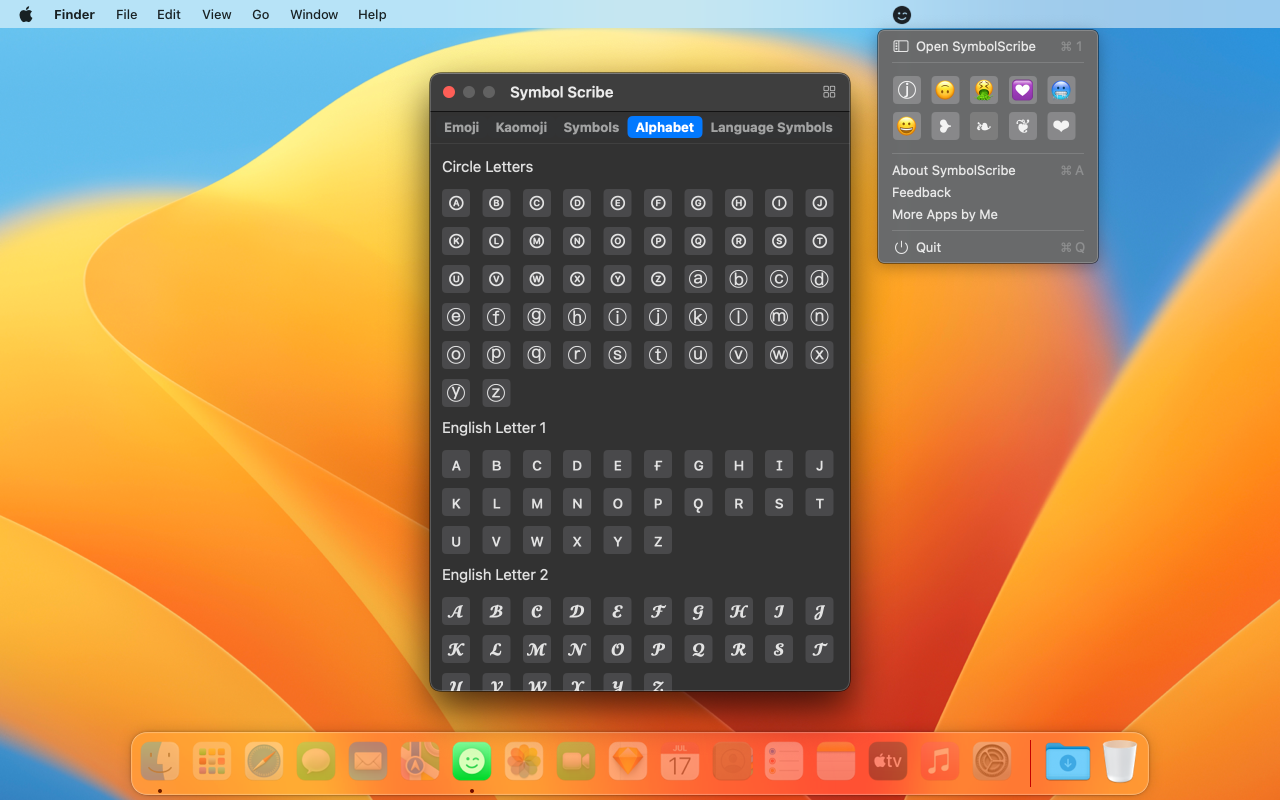 Finder File Edit View Go Window Help
Open SymbolScribe ⌘ 1
ⓙ 🙃 🤮 💟 🥶
😀 ❥ ❧ ❦ ❤
About SymbolScribe ⌘ A
Feedback
More Apps by Me
Quit ⌘ Q
Symbol Scribe
Emoji Kaomoji Symbols Alphabet Language Symbols
Circle Letters
Ⓐ Ⓑ Ⓒ Ⓓ Ⓔ Ⓕ Ⓖ Ⓗ Ⓘ Ⓙ
Ⓚ Ⓛ Ⓜ Ⓝ Ⓞ Ⓟ Ⓠ Ⓡ Ⓢ Ⓣ
Ⓤ Ⓥ Ⓦ Ⓧ Ⓨ Ⓩ ⓐ ⓑ ⓒ ⓓ
ⓔ ⓕ ⓖ ⓗ ⓘ ⓙ ⓚ ⓛ ⓜ ⓝ
ⓞ ⓟ ⓠ ⓡ ⓢ ⓣ ⓤ ⓥ ⓦ ⓧ
ⓨ ⓩ
English Letter 1
ᴀ ʙ ᴄ ᴅ ᴇ ғ ɢ ʜ ɪ ᴊ
ᴋ ʟ ᴍ ɴ ᴏ ᴘ ǫ ʀ s ᴛ
ᴜ ᴠ ᴡ x ʏ ᴢ
English Letter 2
𝓐 𝓑 𝓒 𝓓 𝓔 𝓕 𝓖 𝓗 𝓘 𝓙
𝓚 𝓛 𝓜 𝓝 𝓞 𝓟 𝓠 𝓡 𝓢 𝓣
𝓤 𝓥 𝓦 𝓧 𝓨 𝓩
JUL
17
tv